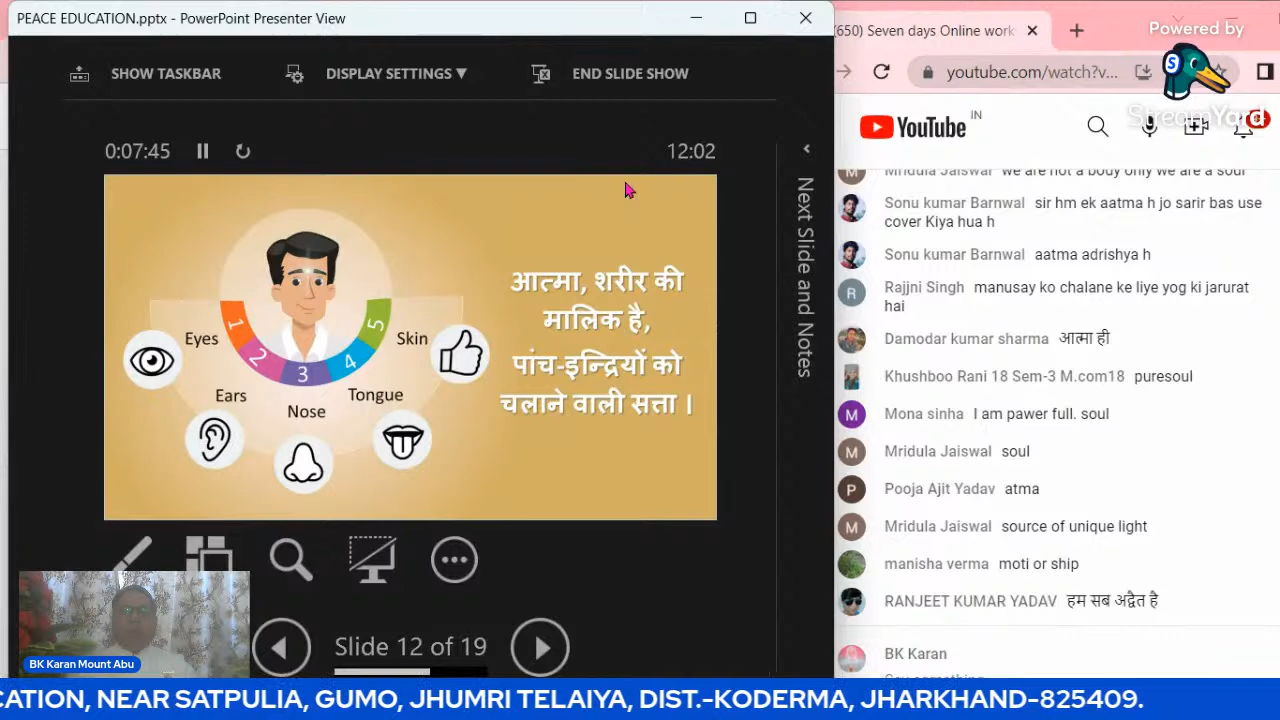 PEACE EDUCATION.pptx - PowerPoint Presenter View
SHOW TASKBAR
DISPLAY SETTINGS ▼
END SLIDE SHOW
0:07:45
12:02
Next Slide and Notes
Eyes
Ears
Nose
Tongue
Skin
1
2
3
4
5
आत्मा, शरीर की
मालिक है,
पांच-इन्द्रियों को
चलाने वाली सत्ता ।
Slide 12 of 19
BK Karan Mount Abu
(650) Seven days Online work
Powered by
StreamYard
youtube.com/watch?v...
YouTube IN
Mridula Jaiswal we are not a body only we are a soul
Sonu kumar Barnwal sir hm ek aatma h jo sarir bas use
cover Kiya hua h
Sonu kumar Barnwal aatma adrishya h
R Rajni Singh manusay ko chalane ke liye yog ki jarurat
hai
Damodar kumar sharma आत्मा ही
Khushboo Rani 18 Sem-3 M.com18 puresoul
M Mona sinha I am pawer full. soul
M Mridula Jaiswal soul
P Pooja Ajit Yadav atma
M Mridula Jaiswal source of unique light
manisha verma moti or ship
RANJEET KUMAR YADAV हम सब अद्वैत है
BK Karan
CATION, NEAR SATPULIA, GUMO, JHUMRI TELAIYA, DIST.-KODERMA, JHARKHAND-825409.